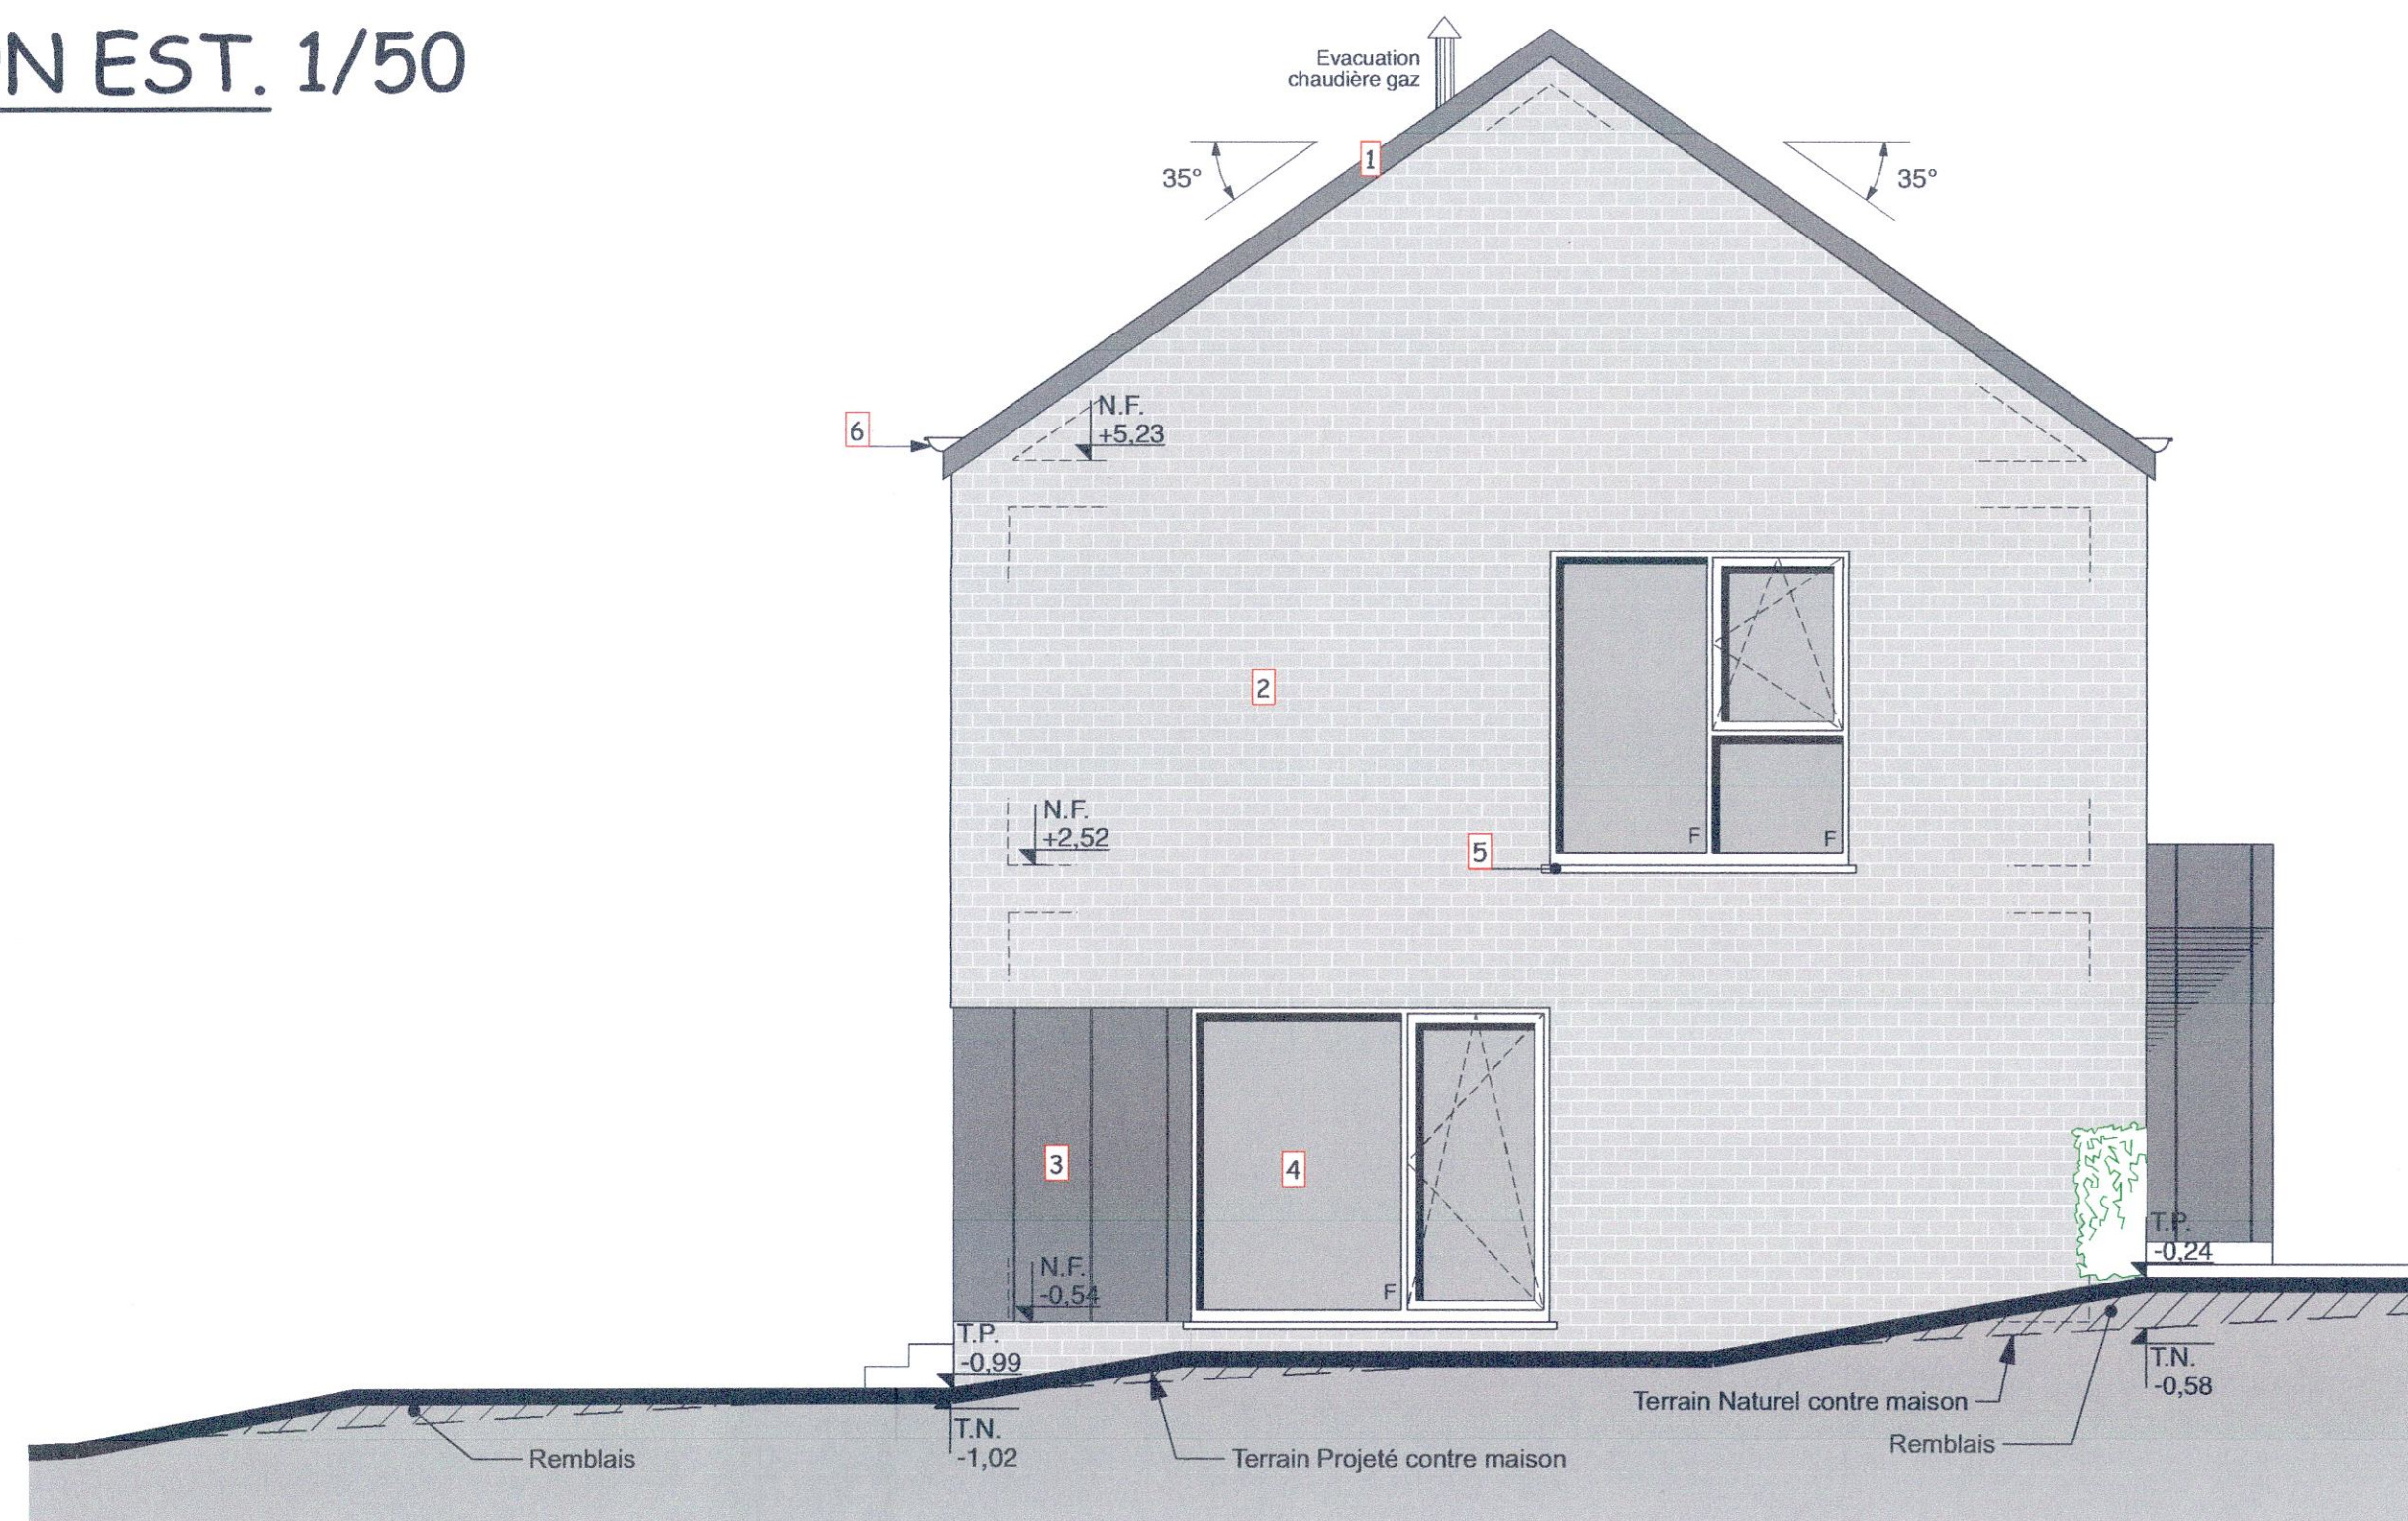 N EST. 1/50
Evacuation
chaudière gaz
1
35°
35°
N.F.
+5,23
6
2
N.F.
+2,52
5
F
F
3
4
F
N.F.
-0,54
T.P.
-0,24
T.P.
-0,99
T.N.
-0,58
Terrain Naturel contre maison
T.N.
-1,02
Remblais
Remblais
Terrain Projeté contre maison